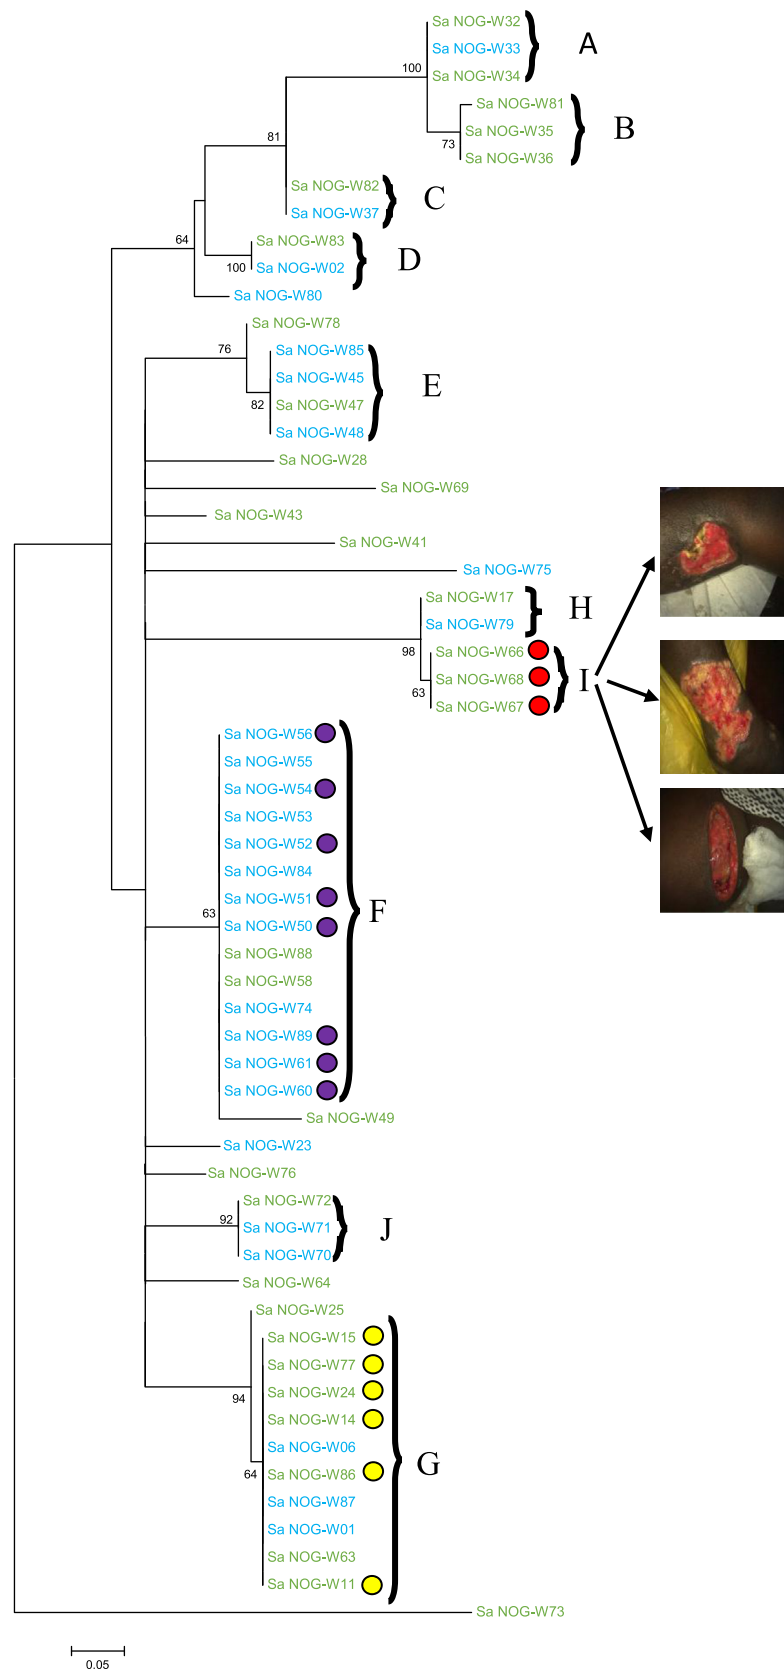 Sa NOG-W32
Sa NOG-W33
A
Sa NOG-W34
100
Sa NOG-W81
Sa NOG-W35
B
73
Sa NOG-W36
81
Sa NOG-W82
C
Sa NOG-W37
64
Sa NOG-W83
D
100
Sa NOG-W02
Sa NOG-W80
Sa NOG-W78
76
Sa NOG-W85
Sa NOG-W45
E
82
Sa NOG-W47
Sa NOG-W48
Sa NOG-W28
Sa NOG-W69
Sa NOG-W43
Sa NOG-W41
Sa NOG-W75
Sa NOG-W17
H
Sa NOG-W79
98
Sa NOG-W66
Sa NOG-W68
I
63
Sa NOG-W67
Sa NOG-W56
Sa NOG-W55
Sa NOG-W54
Sa NOG-W53
Sa NOG-W52
Sa NOG-W84
Sa NOG-W51
63
F
Sa NOG-W50
Sa NOG-W88
Sa NOG-W58
Sa NOG-W74
Sa NOG-W89
Sa NOG-W61
Sa NOG-W60
Sa NOG-W49
Sa NOG-W23
Sa NOG-W76
Sa NOG-W72
92
Sa NOG-W71
J
Sa NOG-W70
Sa NOG-W64
Sa NOG-W25
Sa NOG-W15
Sa NOG-W77
Sa NOG-W24
94
Sa NOG-W14
Sa NOG-W06
G
64
Sa NOG-W86
Sa NOG-W87
Sa NOG-W01
Sa NOG-W63
Sa NOG-W11
Sa NOG-W73
0.05